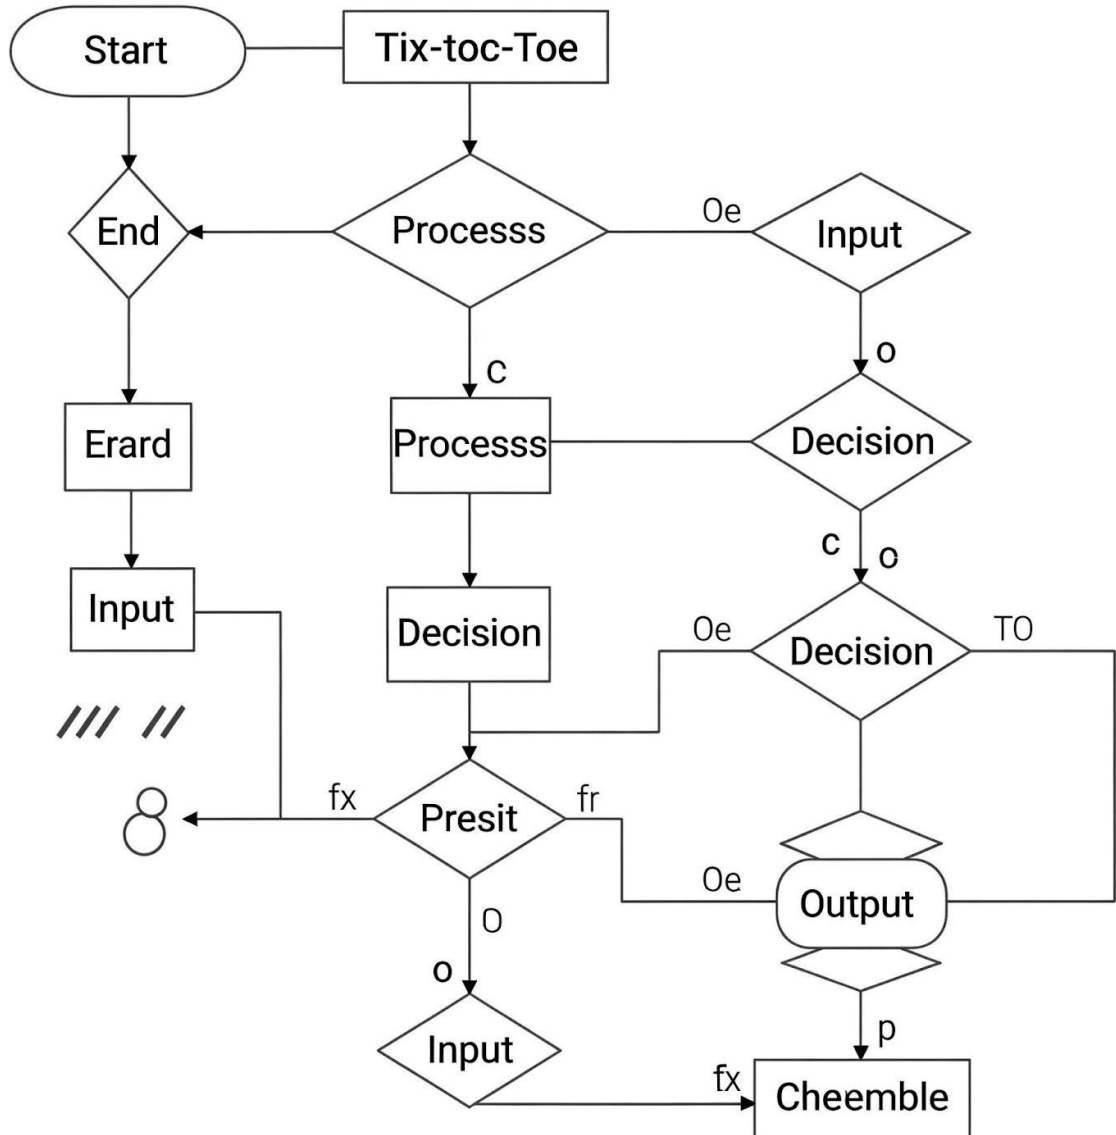 Start
Tix-toc-Toe
End
Processs
Oe
Input
C
o
Erard
Processs
Decision
c
o
Input
Decision
Oe
Decision
TO
fx
Presit
fr
Oe
Output
O
o
Input
p
fx
Cheemble